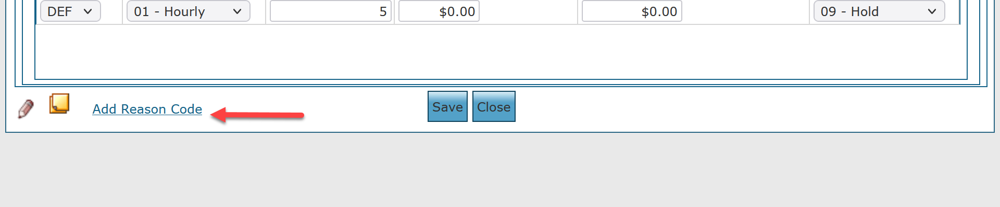 DEF 01 - Hourly 5 $0.00 $0.00 09 - Hold
Add Reason Code Save Close